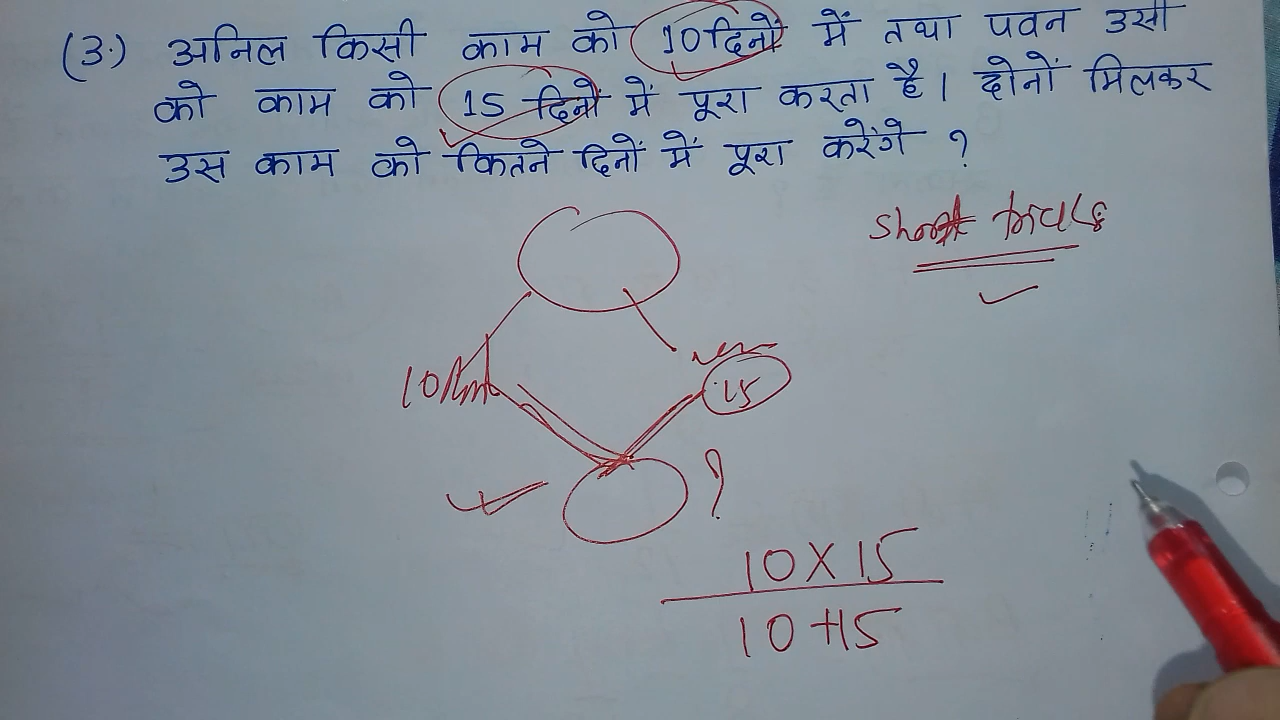 (3.) अनिल किसी काम को 10 दिनों में तथा पवन उसी
को काम को 15 दिनों में पूरा करता है। दोनों मिलकर
उस काम को कितने दिनों में पूरा करेंगे ?
Short tricks
10
15
?
10 X 15
10 + 15